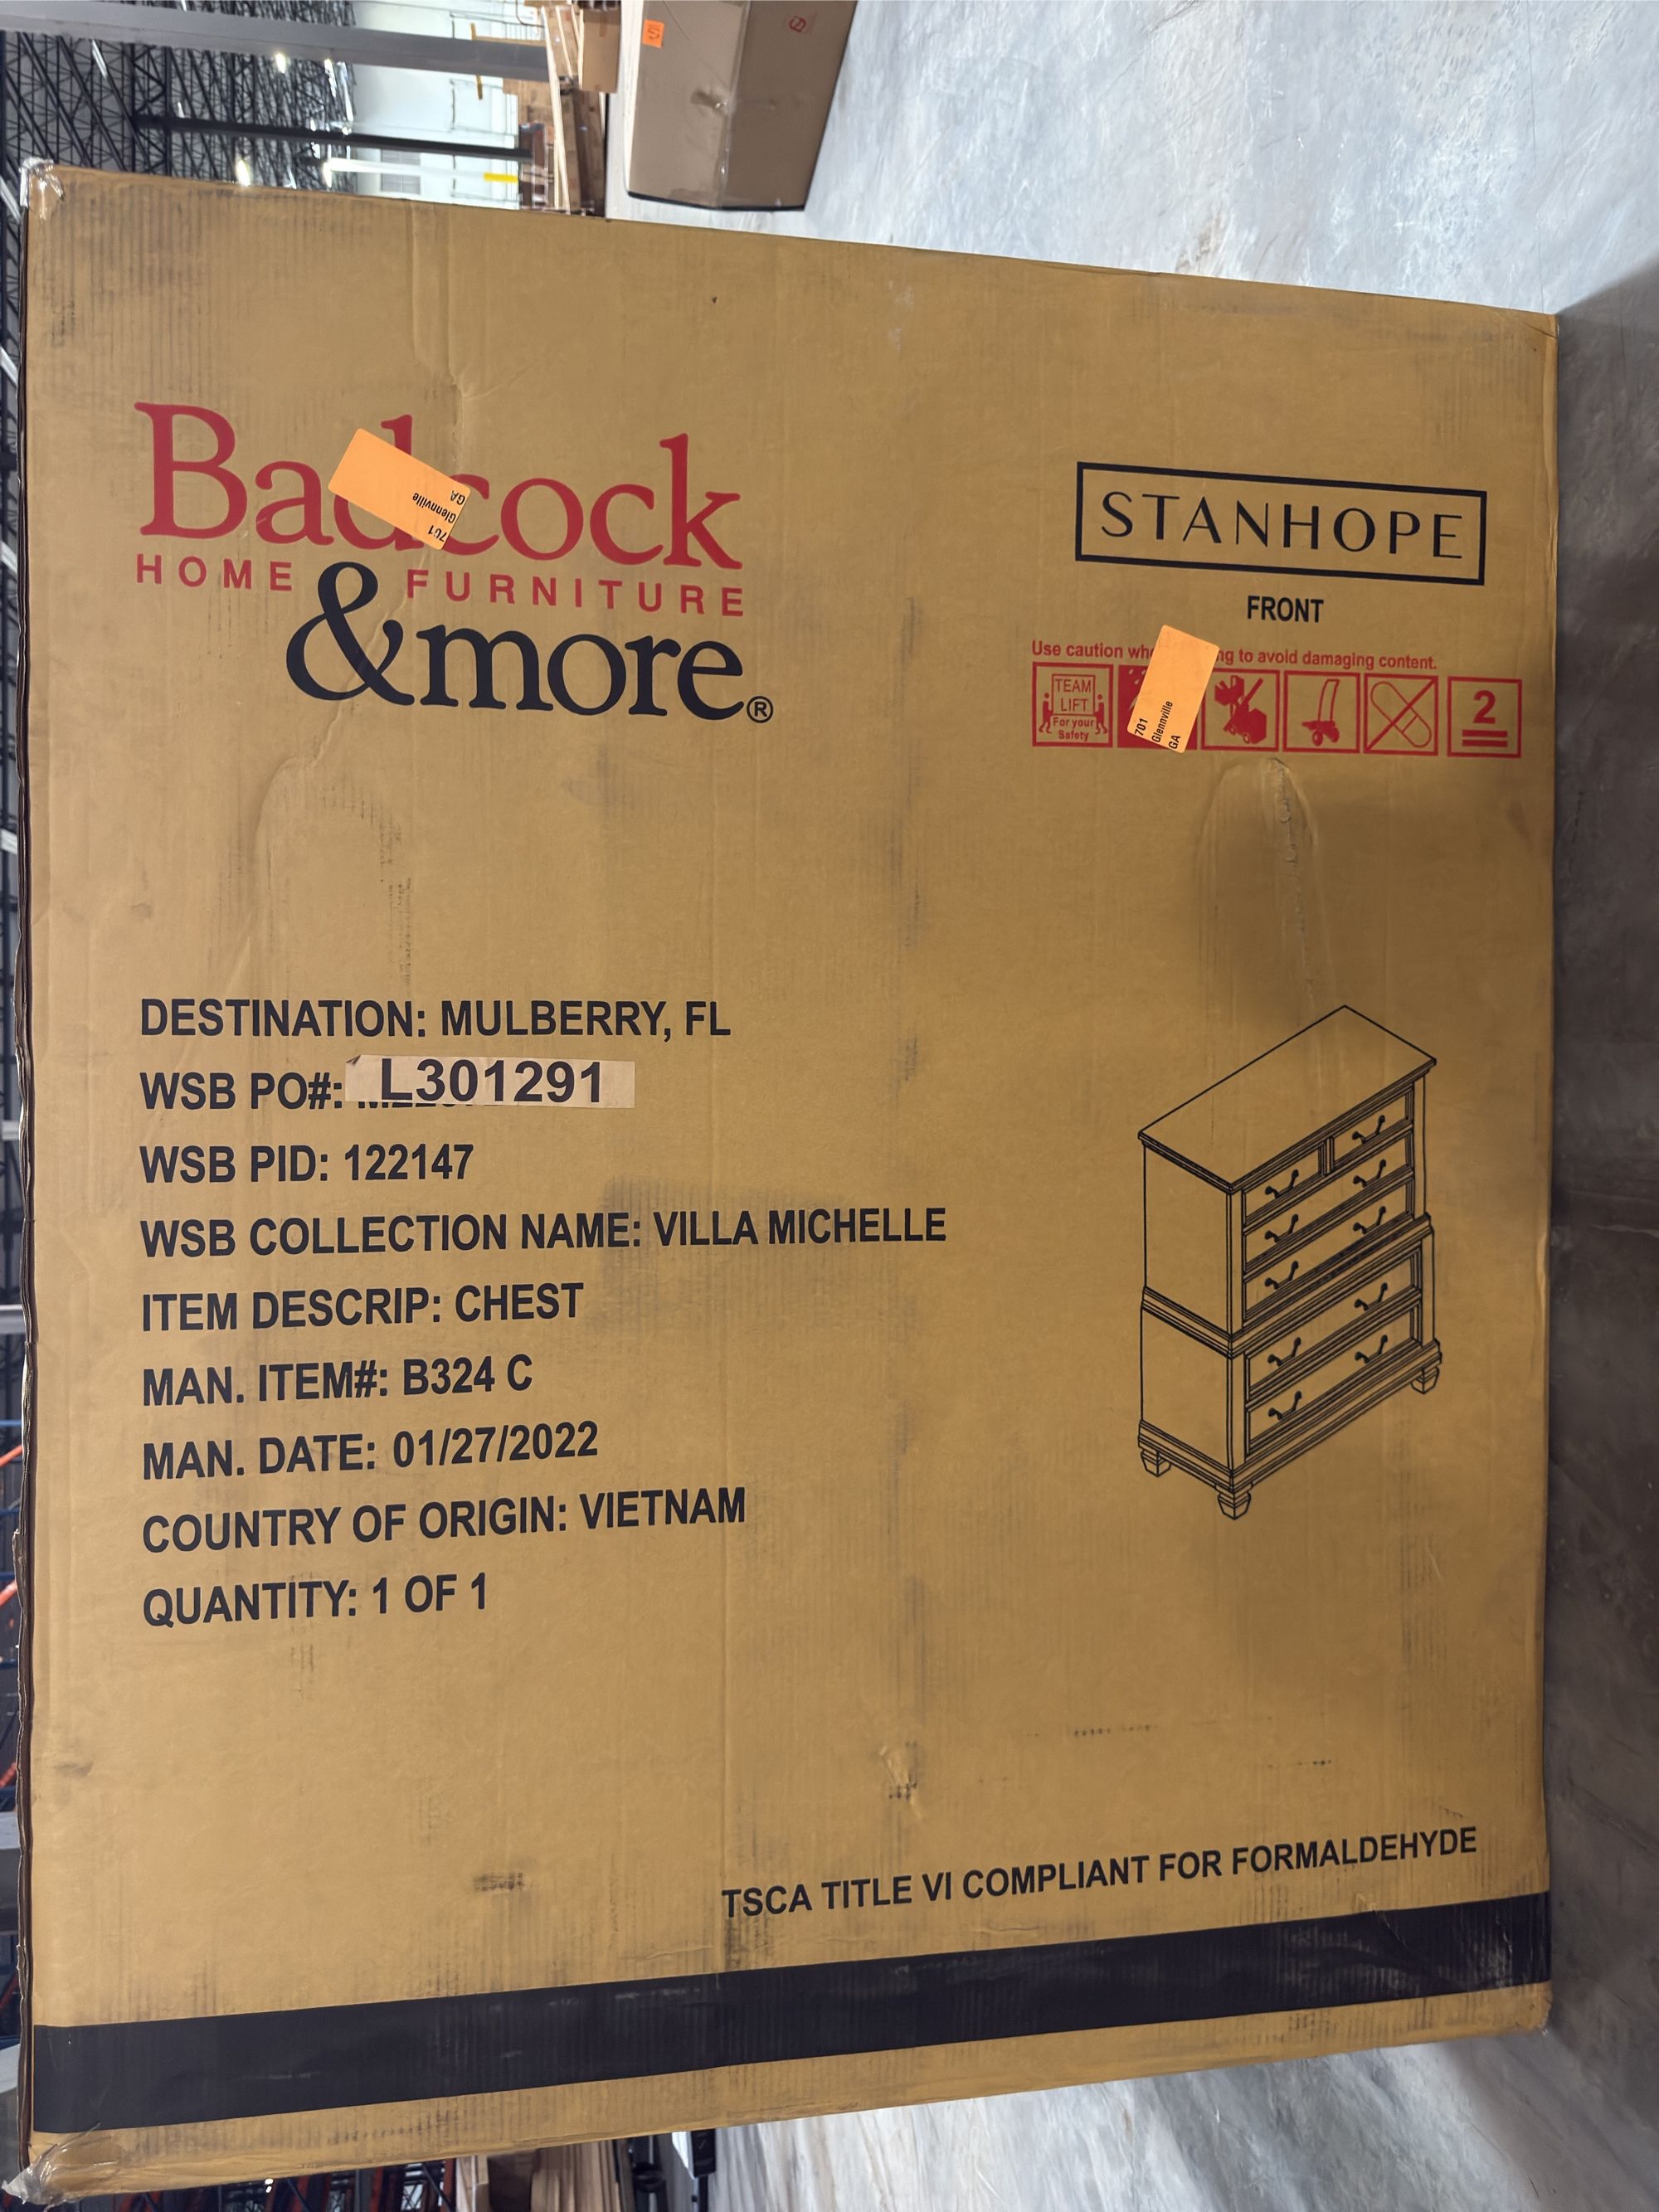 Badcock
HOME FURNITURE
&more®
701
Glennville
GA
STANHOPE
FRONT
Use caution to avoid damaging content.
TEAM
LIFT
For your
Safety
2
701
Glennville
GA
DESTINATION: MULBERRY, FL
WSB PO#: L301291
WSB PID: 122147
WSB COLLECTION NAME: VILLA MICHELLE
ITEM DESCRIP: CHEST
MAN. ITEM#: B324 C
MAN. DATE: 01/27/2022
COUNTRY OF ORIGIN: VIETNAM
QUANTITY: 1 OF 1
TSCA TITLE VI COMPLIANT FOR FORMALDEHYDE